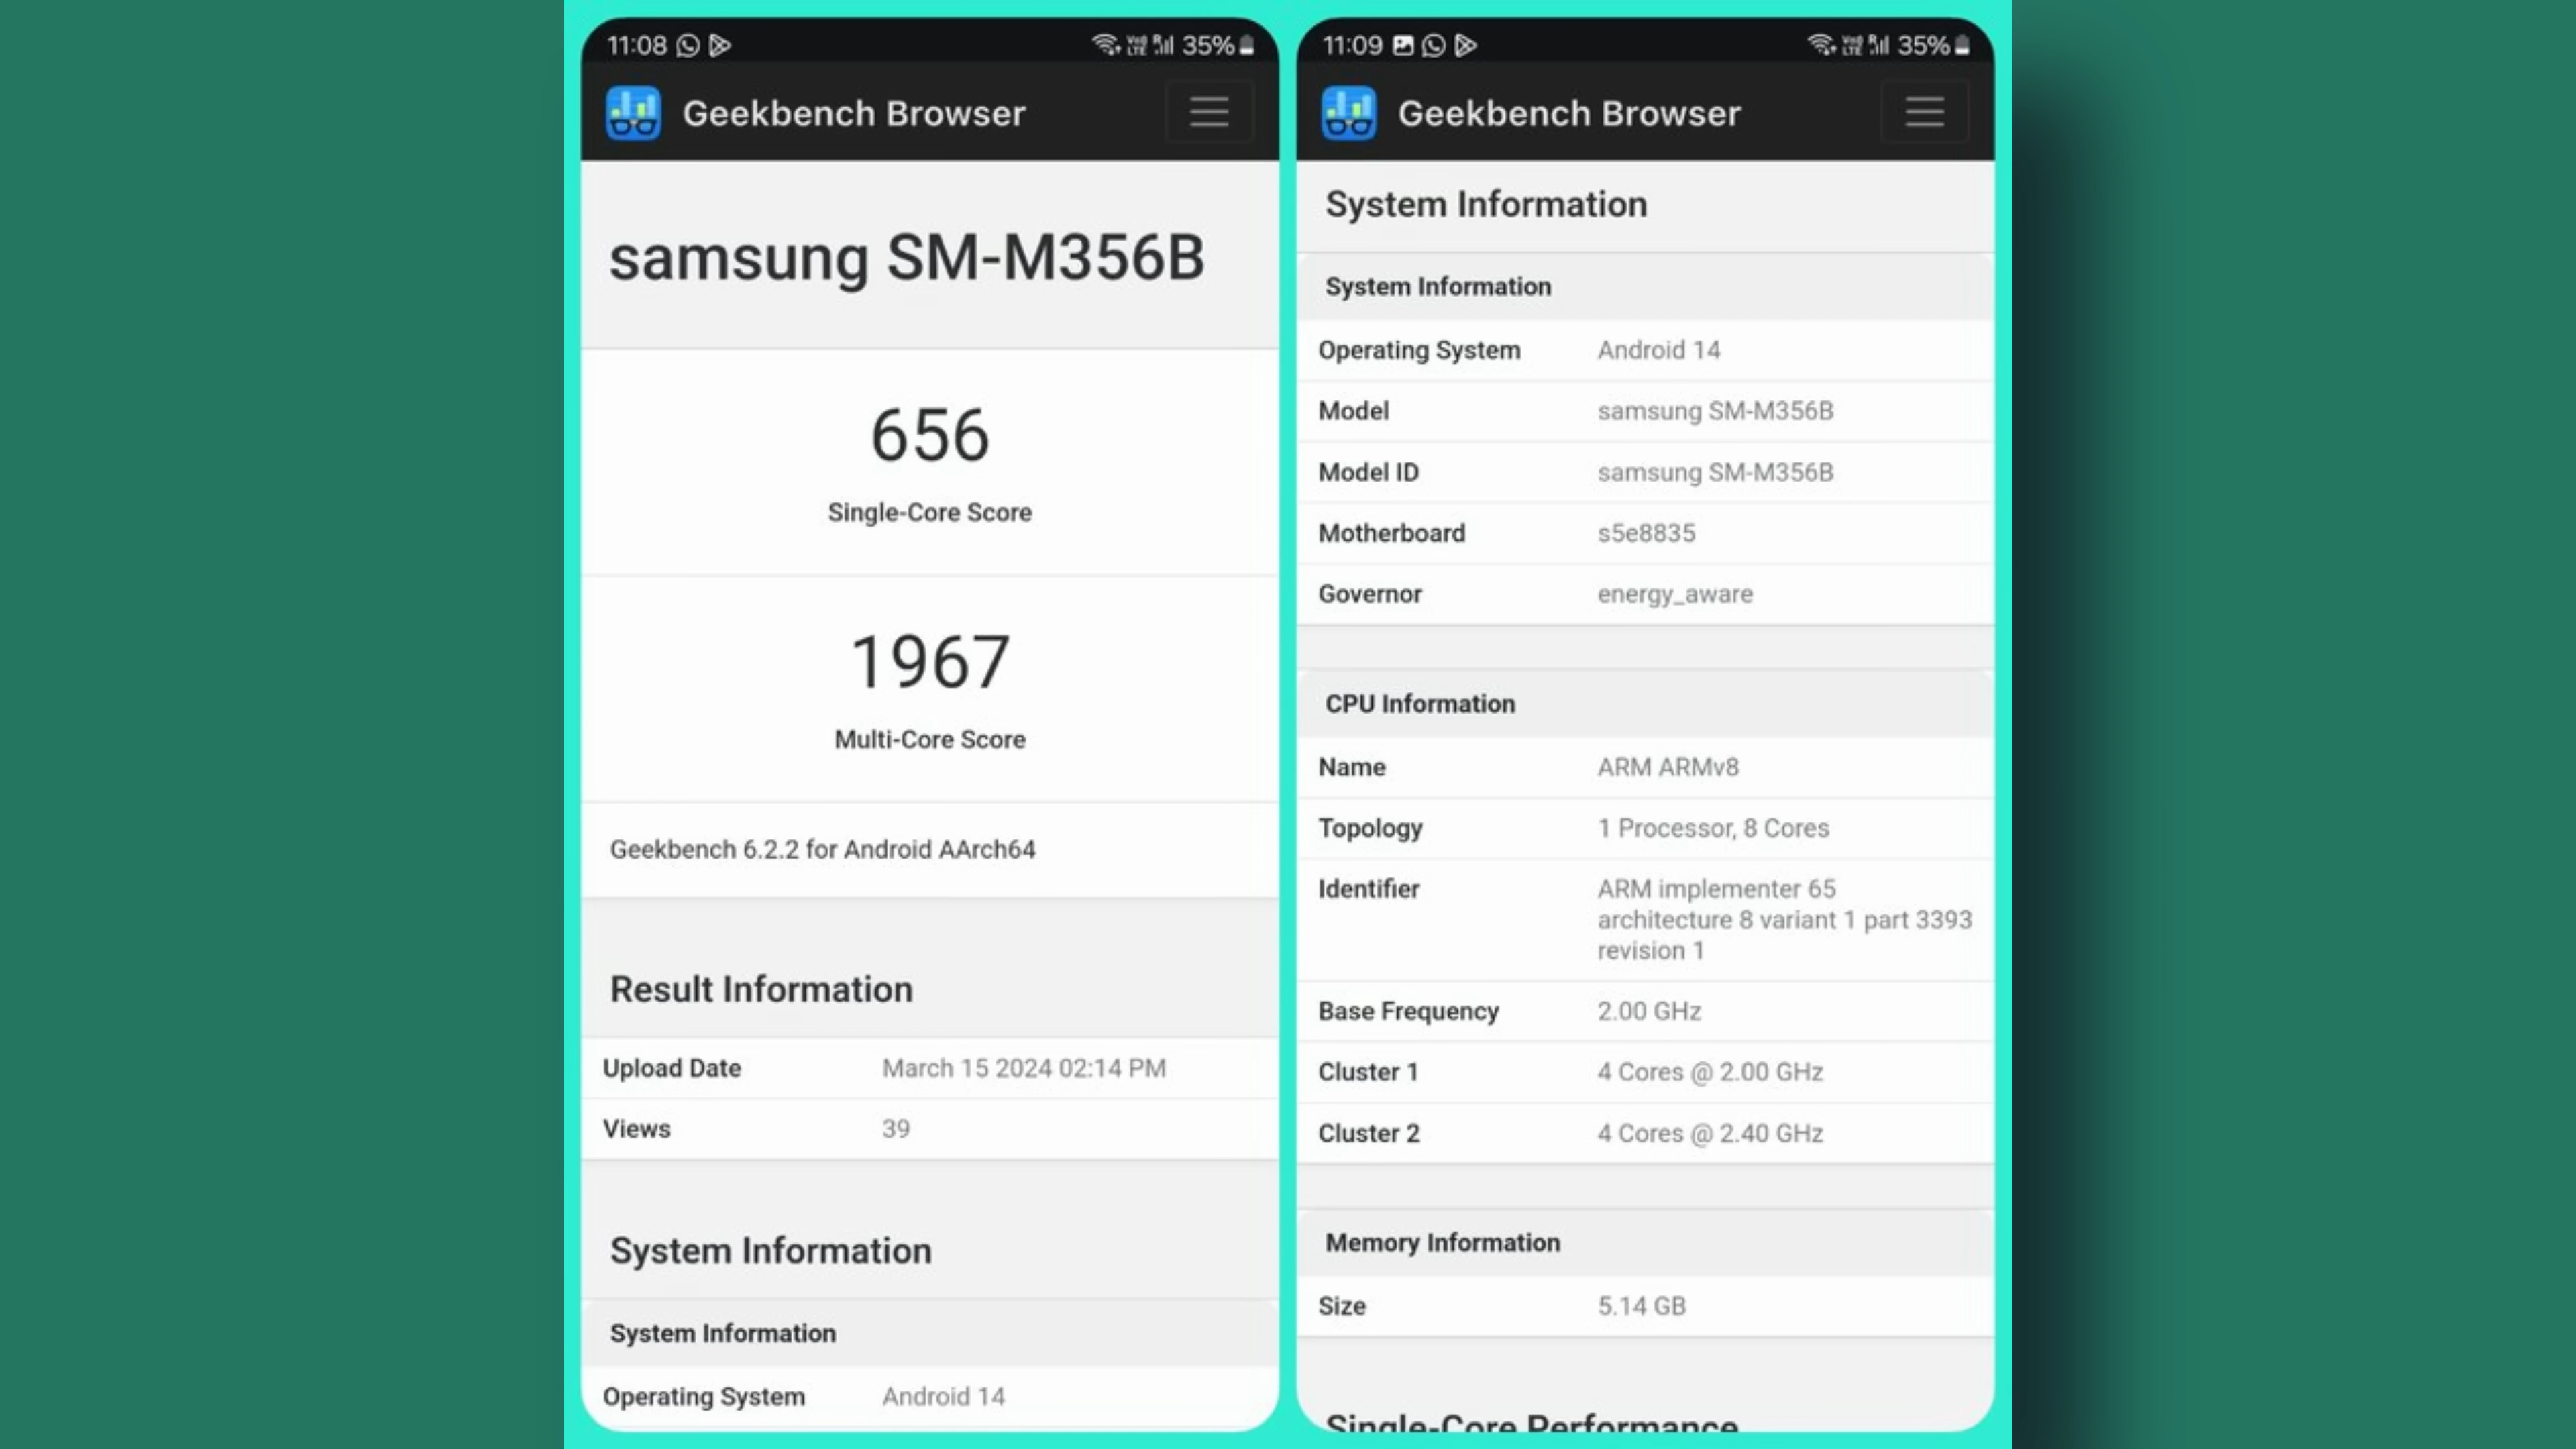 11:08
35%
Geekbench Browser
samsung SM-M356B
656
Single-Core Score
1967
Multi-Core Score
Geekbench 6.2.2 for Android AArch64
Result Information
Upload Date March 15 2024 02:14 PM
Views 39
System Information
System Information
Operating System Android 14
11:09
35%
Geekbench Browser
System Information
System Information
Operating System Android 14
Model samsung SM-M356B
Model ID samsung SM-M356B
Motherboard s5e8835
Governor energy_aware
CPU Information
Name ARM ARMv8
Topology 1 Processor, 8 Cores
Identifier ARM implementer 65
architecture 8 variant 1 part 3393
revision 1
Base Frequency 2.00 GHz
Cluster 1 4 Cores @ 2.00 GHz
Cluster 2 4 Cores @ 2.40 GHz
Memory Information
Size 5.14 GB
Single-Core Performance